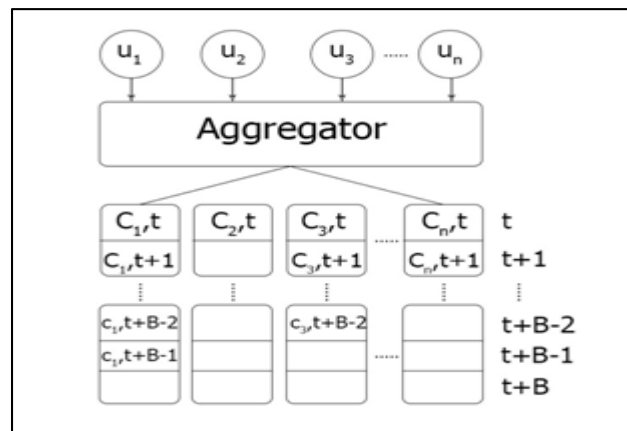 u₁ u₂ u₃ ..... uₙ
Aggregator
C₁,t C₂,t C₃,t Cₙ,t t
C₁,t+1 C₃,t+1 ..... Cₙ,t+1 t+1
c₁,t+B-2 c₃,t+B-2 t+B-2
c₁,t+B-1 ..... t+B-1
t+B